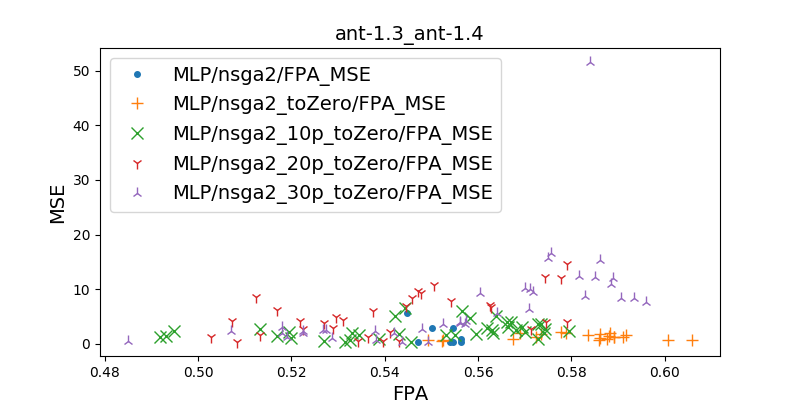 ant-1.3_ant-1.4
MSE
50
40
30
20
10
0
MLP/nsga2/FPA_MSE
MLP/nsga2_toZero/FPA_MSE
MLP/nsga2_10p_toZero/FPA_MSE
MLP/nsga2_20p_toZero/FPA_MSE
MLP/nsga2_30p_toZero/FPA_MSE
0.48 0.50 0.52 0.54 0.56 0.58 0.60
FPA